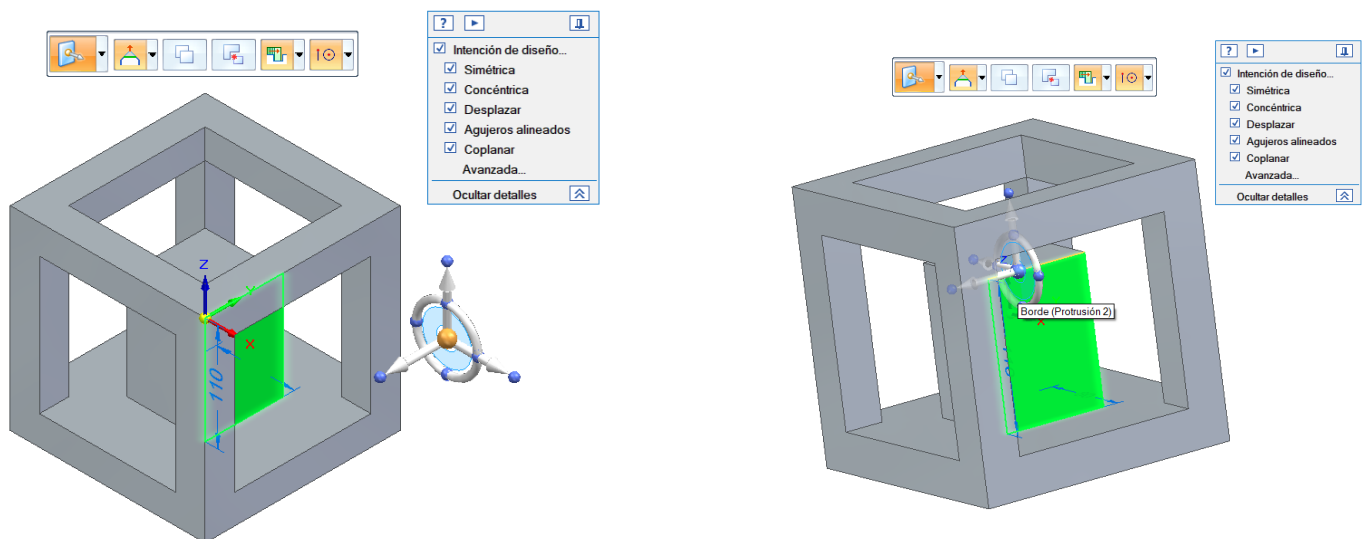 Intención de diseño...
Simétrica
Concéntrica
Desplazar
Agujeros alineados
Coplanar
Avanzada...
Ocultar detalles
Z
Y
X
110
Intención de diseño...
Simétrica
Concéntrica
Desplazar
Agujeros alineados
Coplanar
Avanzada...
Ocultar detalles
Z
Borde (Protrusión 2)
X